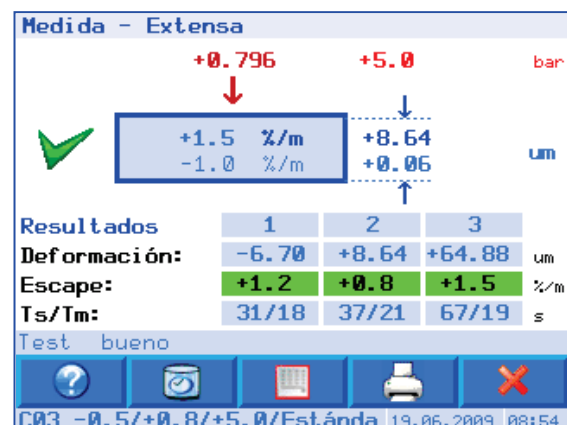 Medida - Extensa
+0.796 +5.0 bar
+1.5 %/m +8.64
-1.0 %/m +0.06 um
Resultados 1 2 3
Deformación: -6.70 +8.64 +64.88 um
Escape: +1.2 +0.8 +1.5 %/m
Ts/Tm: 31/18 37/21 67/19 s
Test bueno
C03 -0.5/+0.8/+5.0/Estánda 19.06.2009 08:54